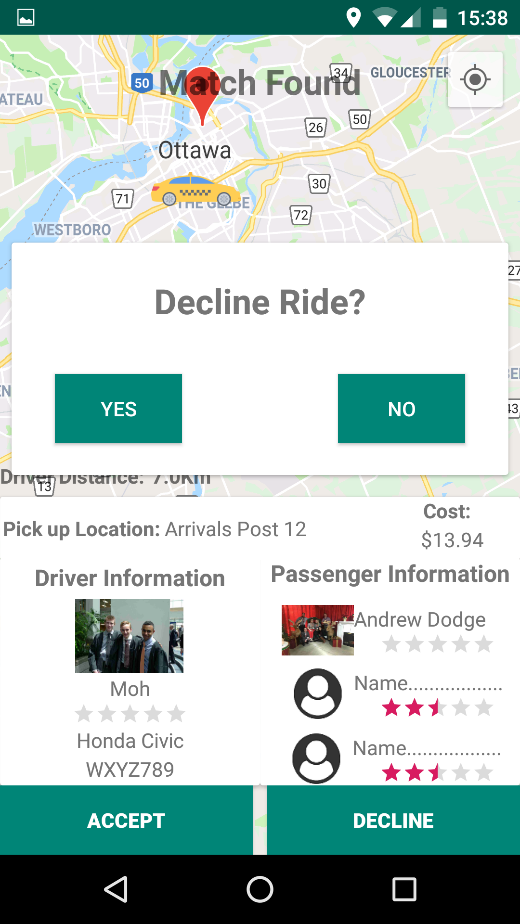 15:38
34
GLOUCESTER
50
Match Found
ATEAU
26
50
Ottawa
30
71
THE GLEBE
72
WESTBORO
27
Decline Ride?
YES
NO
43
Driver Distance: 7.0Km
13
Pick up Location: Arrivals Post 12
Cost:
$13.94
Driver Information
Passenger Information
Andrew Dodge
Moh
Name..................
Honda Civic
WXYZ789
Name..................
ACCEPT
DECLINE